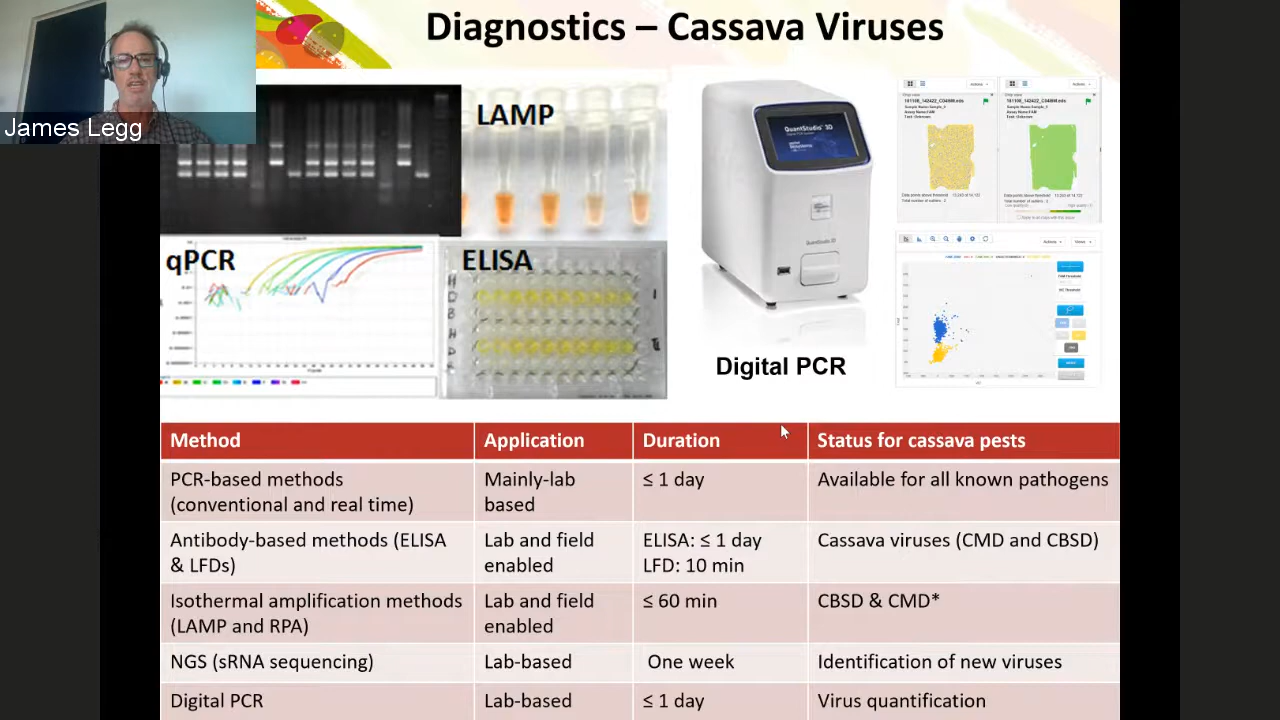 Diagnostics – Cassava Viruses
James Legg
LAMP
qPCR
ELISA
QuantStudio 3D
Digital PCR
Method
Application
Duration
Status for cassava pests
PCR-based methods
(conventional and real time)
Mainly-lab
based
≤ 1 day
Available for all known pathogens
Antibody-based methods (ELISA
& LFDs)
Lab and field
enabled
ELISA: ≤ 1 day
LFD: 10 min
Cassava viruses (CMD and CBSD)
Isothermal amplification methods
(LAMP and RPA)
Lab and field
enabled
≤ 60 min
CBSD & CMD*
NGS (sRNA sequencing)
Lab-based
One week
Identification of new viruses
Digital PCR
Lab-based
≤ 1 day
Virus quantification